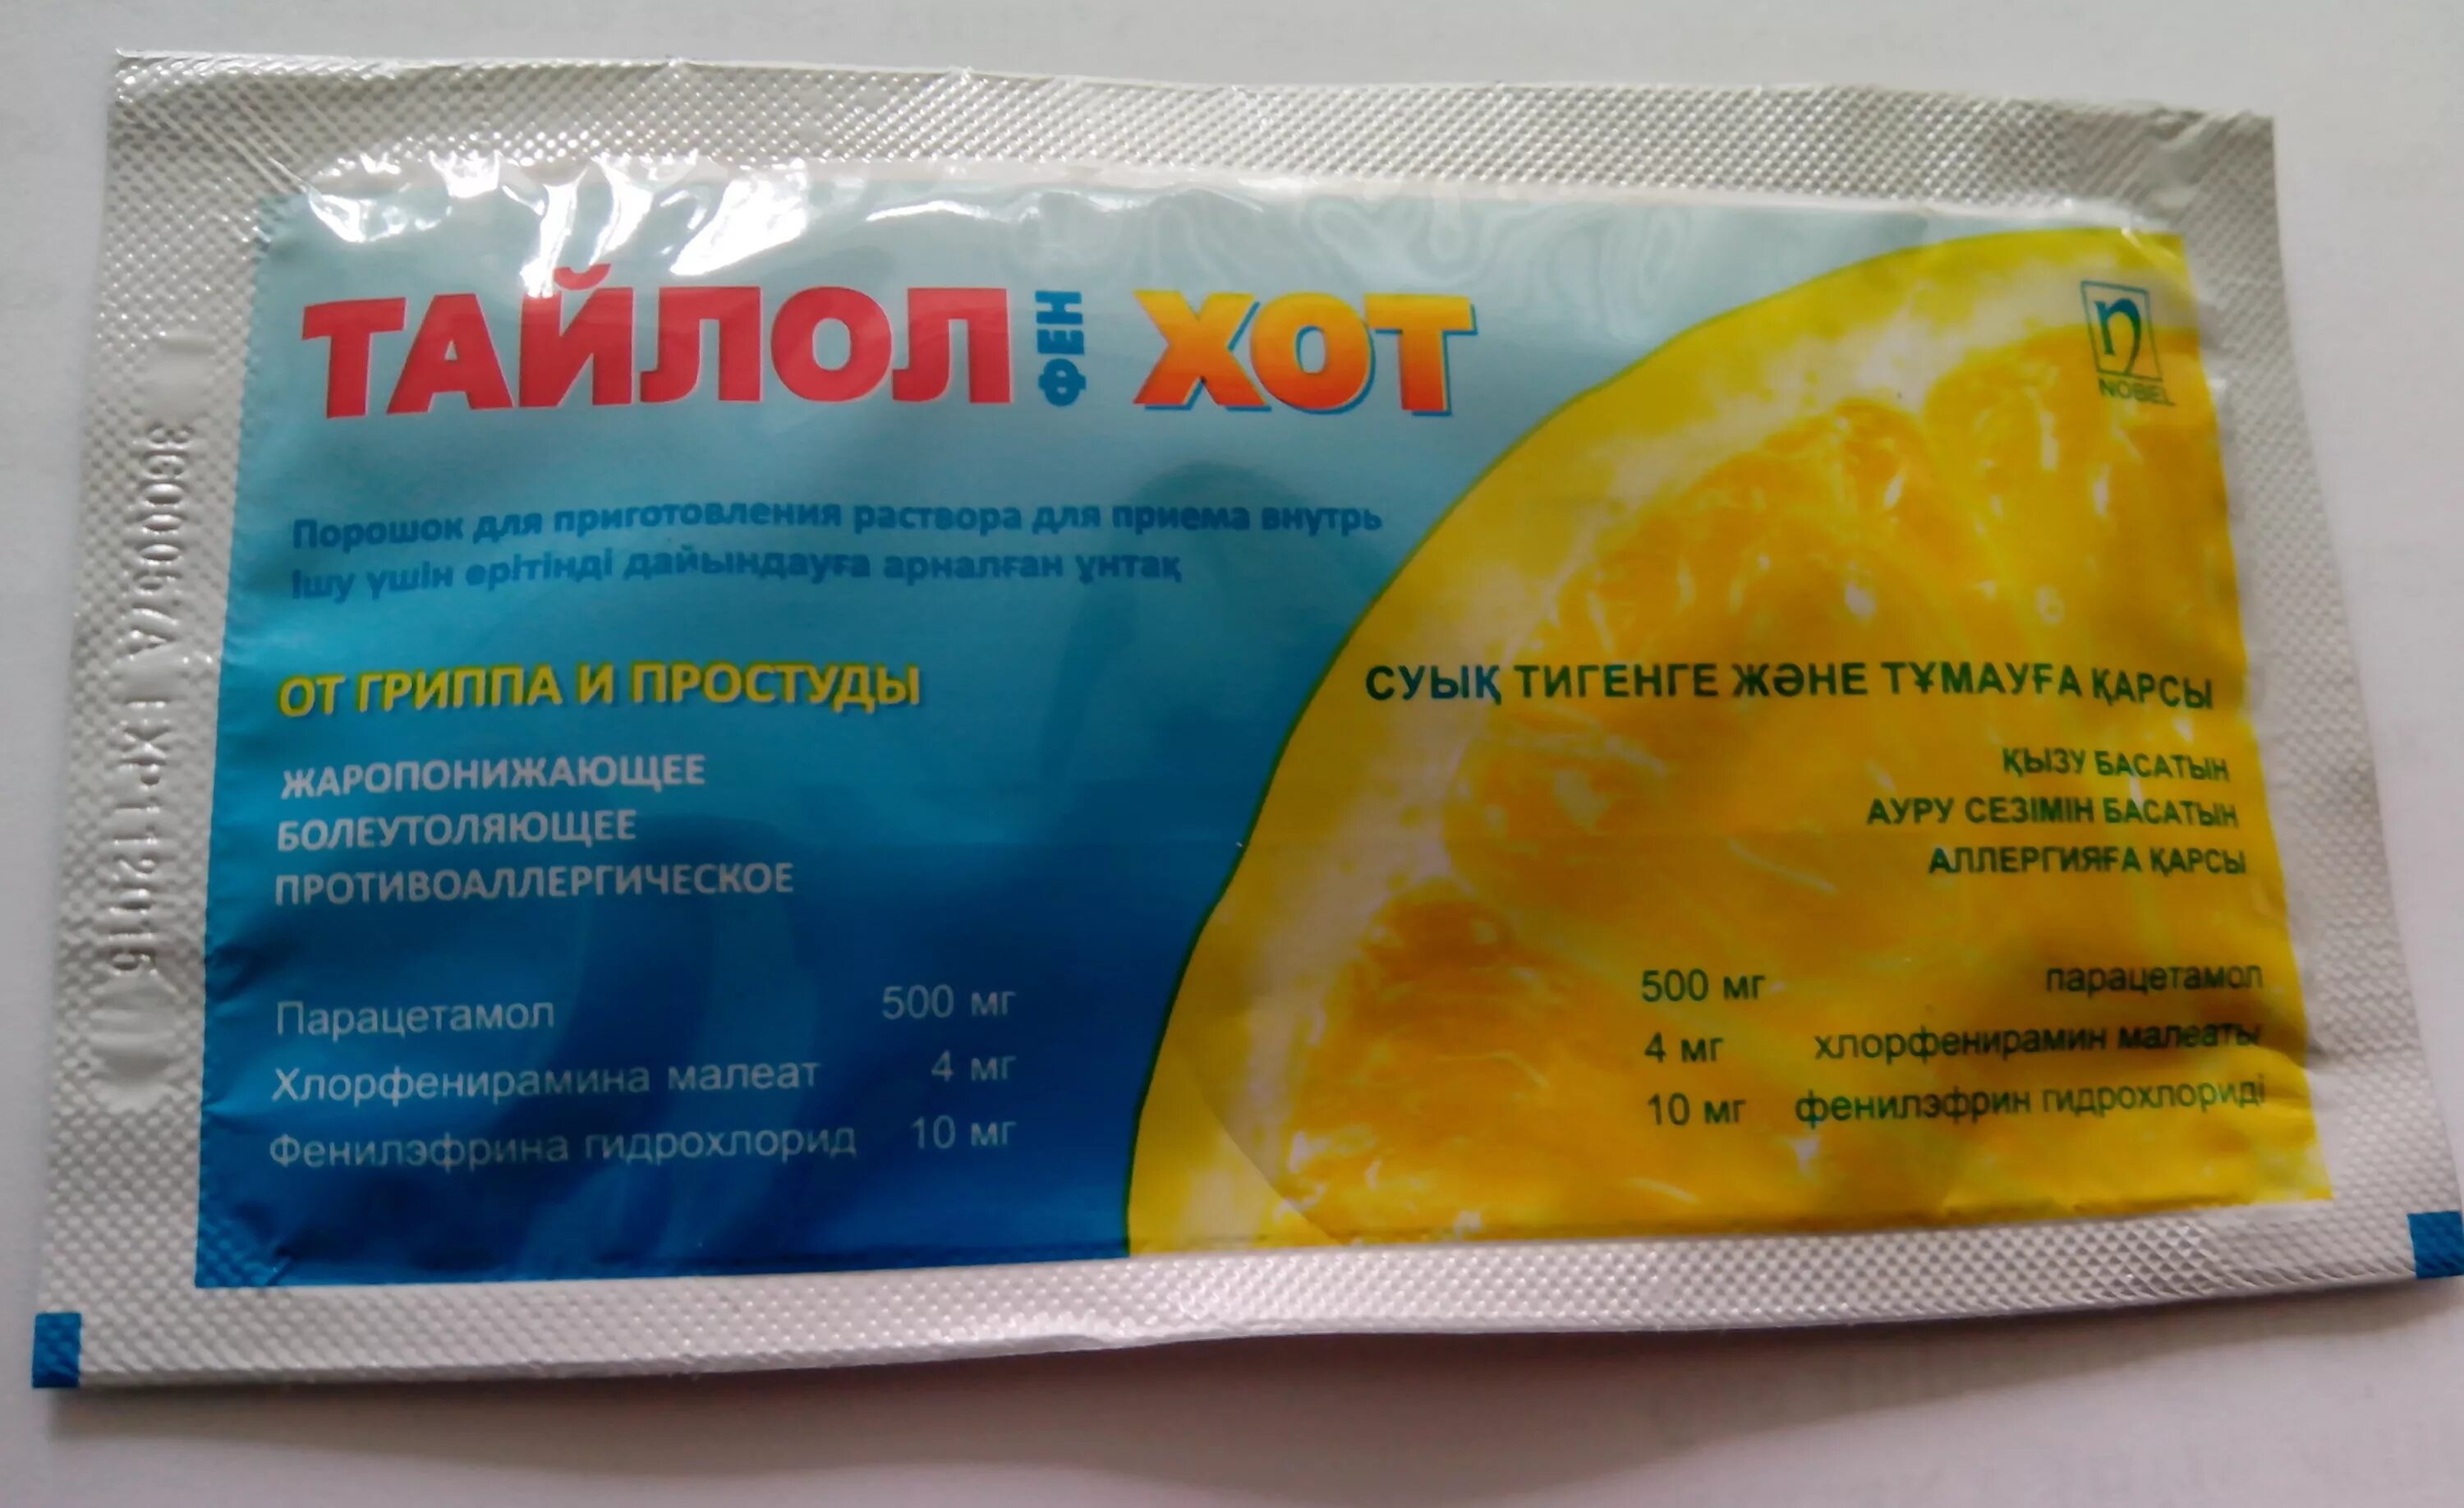 ТАЙЛОЛ ФЕН ХОТ
NOBEL
Порошок для приготовления раствора для приема внутрь
Ішу үшін ерітінді дайындауға арналған ұнтақ
ОТ ГРИППА И ПРОСТУДЫ
ЖАРОПОНИЖАЮЩЕЕ
БОЛЕУТОЛЯЮЩЕЕ
ПРОТИВОАЛЛЕРГИЧЕСКОЕ
Парацетамол 500 мг
Хлорфенирамина малеат 4 мг
Фенилэфрина гидрохлорид 10 мг
СУЫҚ ТИГЕНГЕ ЖӘНЕ ТҰМАУҒА ҚАРСЫ
ҚЫЗУ БАСАТЫН
АУРУ СЕЗІМІН БАСАТЫН
АЛЛЕРГИЯҒА ҚАРСЫ
500 мг парацетамол
4 мг хлорфенирамин малеаты
10 мг фенилэфрин гидрохлориді